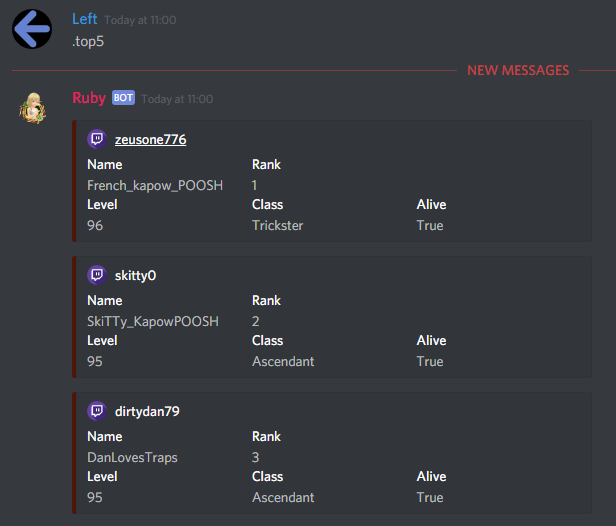 Left Today at 11:00
.top5
NEW MESSAGES
Ruby BOT Today at 11:00
zeusone776
Name Rank
French_kapow_POOSH 1
Level Class Alive
96 Trickster True
skitty0
Name Rank
SkiTTy_KapowPOOSH 2
Level Class Alive
95 Ascendant True
dirtydan79
Name Rank
DanLovesTraps 3
Level Class Alive
95 Ascendant True